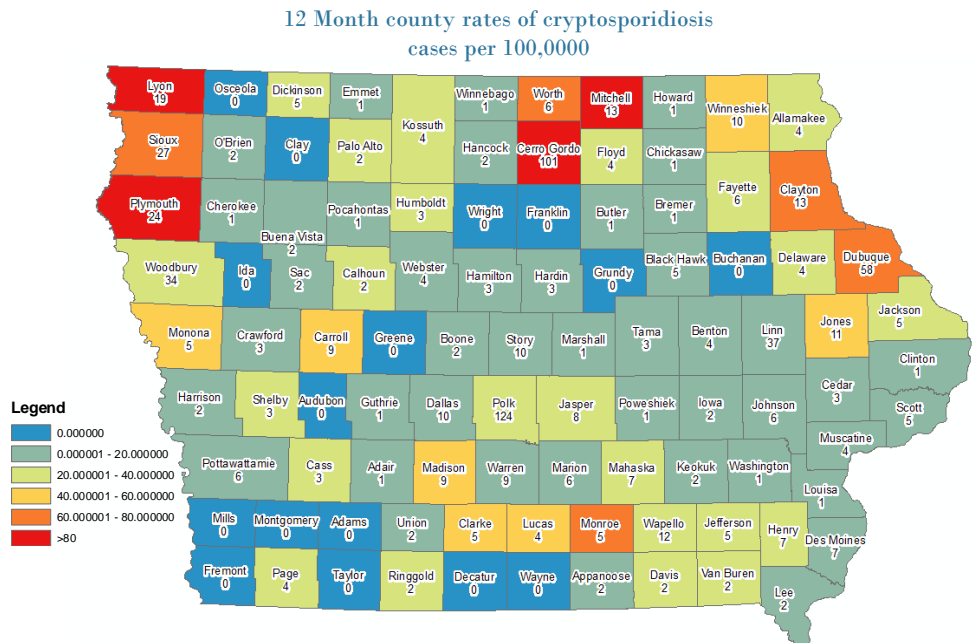 12 Month county rates of cryptosporidiosis
cases per 100,0000
Lyon
19
Osceola
0
Dickinson
5
Emmet
1
Kossuth
4
Winnebago
1
Worth
6
Mitchell
13
Howard
1
Winneshiek
10
Allamakee
4
Sioux
27
O'Brien
2
Clay
0
Palo Alto
2
Hancock
2
Cerro Gordo
101
Floyd
4
Chickasaw
1
Fayette
6
Clayton
13
Plymouth
24
Cherokee
1
Buena Vista
2
Pocahontas
1
Humboldt
3
Wright
0
Franklin
0
Butler
1
Bremer
1
Woodbury
34
Ida
0
Sac
2
Calhoun
2
Webster
4
Hamilton
3
Hardin
3
Grundy
0
Black Hawk
5
Buchanan
0
Delaware
4
Dubuque
58
Monona
5
Crawford
3
Carroll
9
Greene
0
Boone
2
Story
10
Marshall
1
Tama
3
Benton
4
Linn
37
Jones
11
Jackson
5
Clinton
1
Harrison
2
Shelby
3
Audubon
0
Guthrie
1
Dallas
10
Polk
124
Jasper
8
Poweshiek
1
Iowa
2
Johnson
6
Cedar
3
Scott
5
Muscatine
4
Pottawattamie
6
Cass
3
Adair
1
Madison
9
Warren
9
Marion
6
Mahaska
7
Keokuk
2
Washington
1
Louisa
1
Mills
0
Montgomery
0
Adams
0
Union
2
Clarke
5
Lucas
4
Monroe
5
Wapello
12
Jefferson
5
Henry
7
Des Moines
7
Fremont
0
Page
4
Taylor
0
Ringgold
2
Decatur
0
Wayne
0
Appanoose
2
Davis
2
Van Buren
2
Lee
2
Legend
0.000000
0.000001 - 20.000000
20.000001 - 40.000000
40.000001 - 60.000000
60.000001 - 80.000000
>80